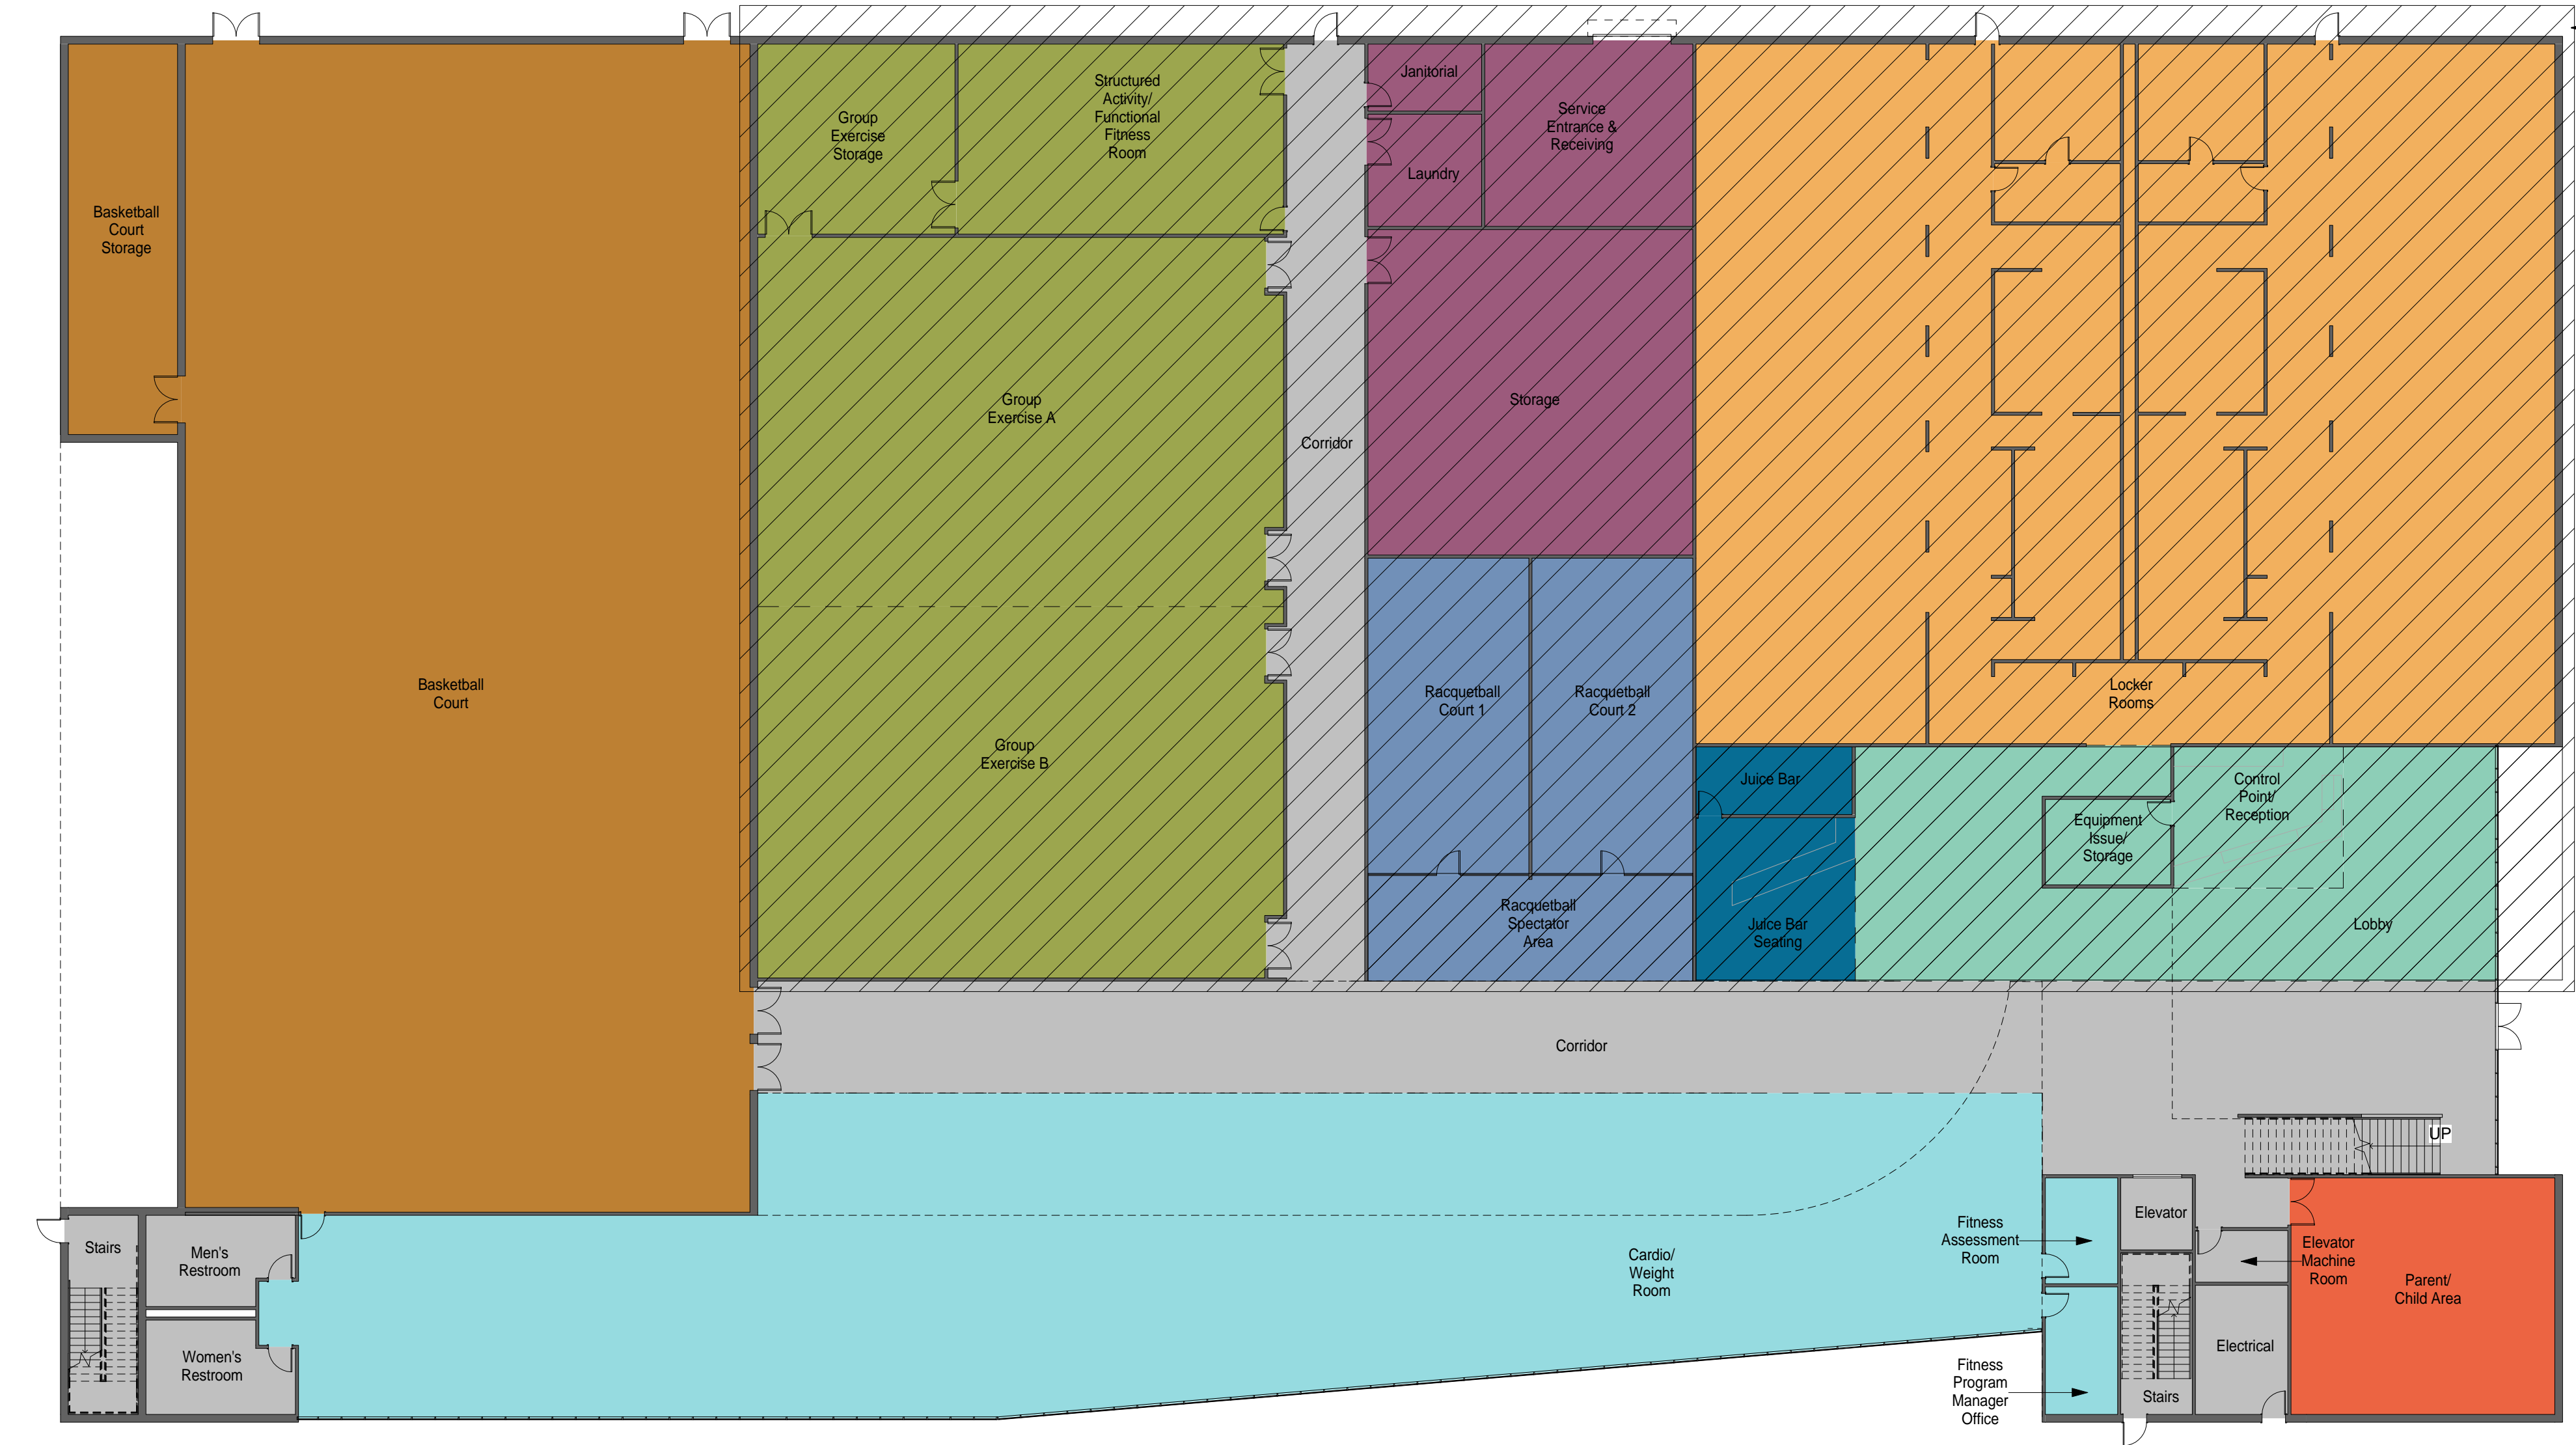 Basketball
Court
Storage
Group
Exercise
Storage
Structured
Activity/
Functional
Fitness
Room
Janitorial
Laundry
Service
Entrance &
Receiving
Group
Exercise A
Corridor
Storage
Basketball
Court
Group
Exercise B
Racquetball
Court 1
Racquetball
Court 2
Locker
Rooms
Juice Bar
Juice Bar
Seating
Racquetball
Spectator
Area
Equipment
Issue/
Storage
Control
Point/
Reception
Lobby
Corridor
UP
Stairs
Men's
Restroom
Women's
Restroom
Cardio/
Weight
Room
Fitness
Assessment
Room
Elevator
Elevator
Machine
Room
Parent/
Child Area
Electrical
Fitness
Program
Manager
Office
Stairs